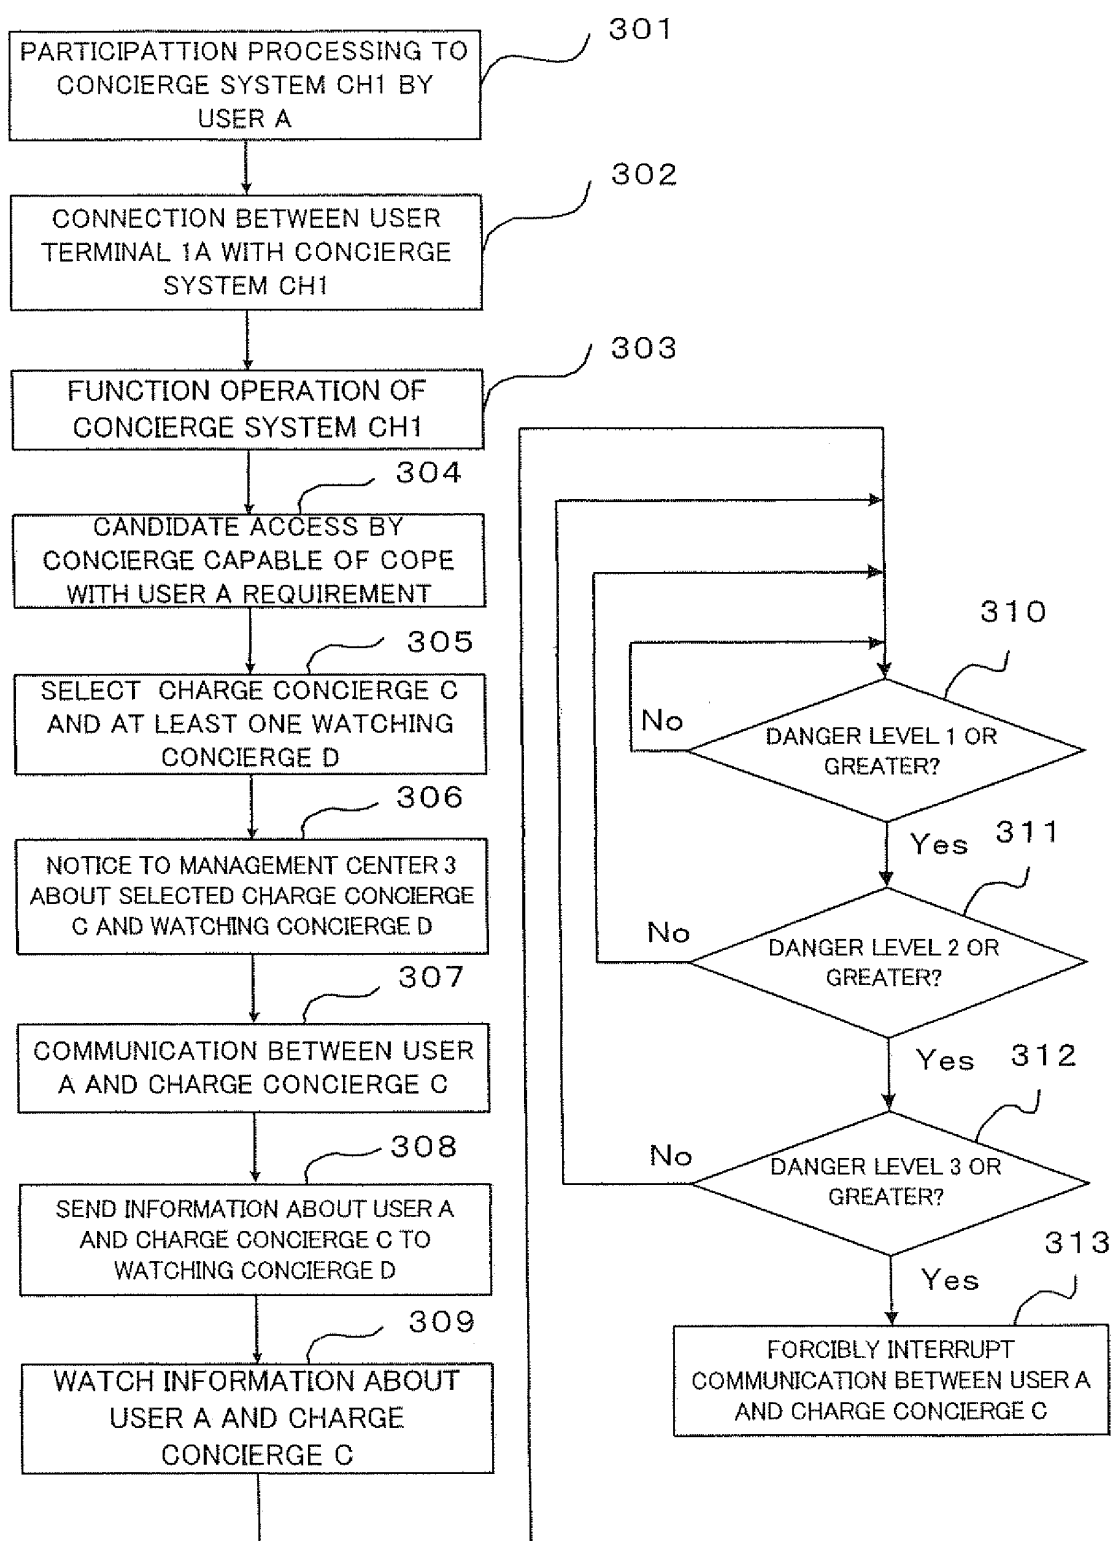 301
PARTICIPATTION PROCESSING TO
CONCIERGE SYSTEM CH1 BY
USER A
302
CONNECTION BETWEEN USER
TERMINAL 1A WITH CONCIERGE
SYSTEM CH1
303
FUNCTION OPERATION OF
CONCIERGE SYSTEM CH1
304
CANDIDATE ACCESS BY
CONCIERGE CAPABLE OF COPE
WITH USER A REQUIREMENT
305
SELECT CHARGE CONCIERGE C
AND AT LEAST ONE WATCHING
CONCIERGE D
306
NOTICE TO MANAGEMENT CENTER 3
ABOUT SELECTED CHARGE CONCIERGE
C AND WATCHING CONCIERGE D
307
COMMUNICATION BETWEEN USER
A AND CHARGE CONCIERGE C
308
SEND INFORMATION ABOUT USER A
AND CHARGE CONCIERGE C TO
WATCHING CONCIERGE D
309
WATCH INFORMATION ABOUT
USER A AND CHARGE
CONCIERGE C
310
No
DANGER LEVEL 1 OR
GREATER?
Yes
311
No
DANGER LEVEL 2 OR
GREATER?
Yes
312
No
DANGER LEVEL 3 OR
GREATER?
Yes
313
FORCIBLY INTERRUPT
COMMUNICATION BETWEEN USER A
AND CHARGE CONCIERGE C